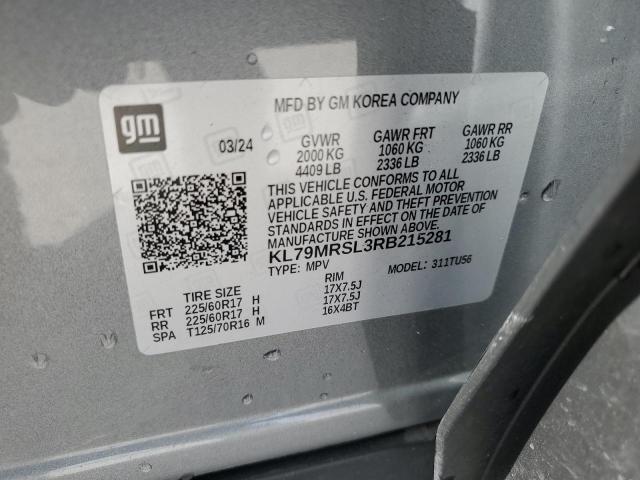 gm
MFD BY GM KOREA COMPANY
03/24 GVWR GAWR FRT GAWR RR
2000 KG 1060 KG 1060 KG
4409 LB 2336 LB 2336 LB
THIS VEHICLE CONFORMS TO ALL
APPLICABLE U.S. FEDERAL MOTOR
VEHICLE SAFETY AND THEFT PREVENTION
STANDARDS IN EFFECT ON THE DATE OF
MANUFACTURE SHOWN ABOVE.
KL79MRSL3RB215281
TYPE: MPV MODEL: 311TU56
TIRE SIZE RIM
FRT 225/60R17 H 17X7.5J
RR 225/60R17 H 17X7.5J
SPA T125/70R16 M 16X4BT